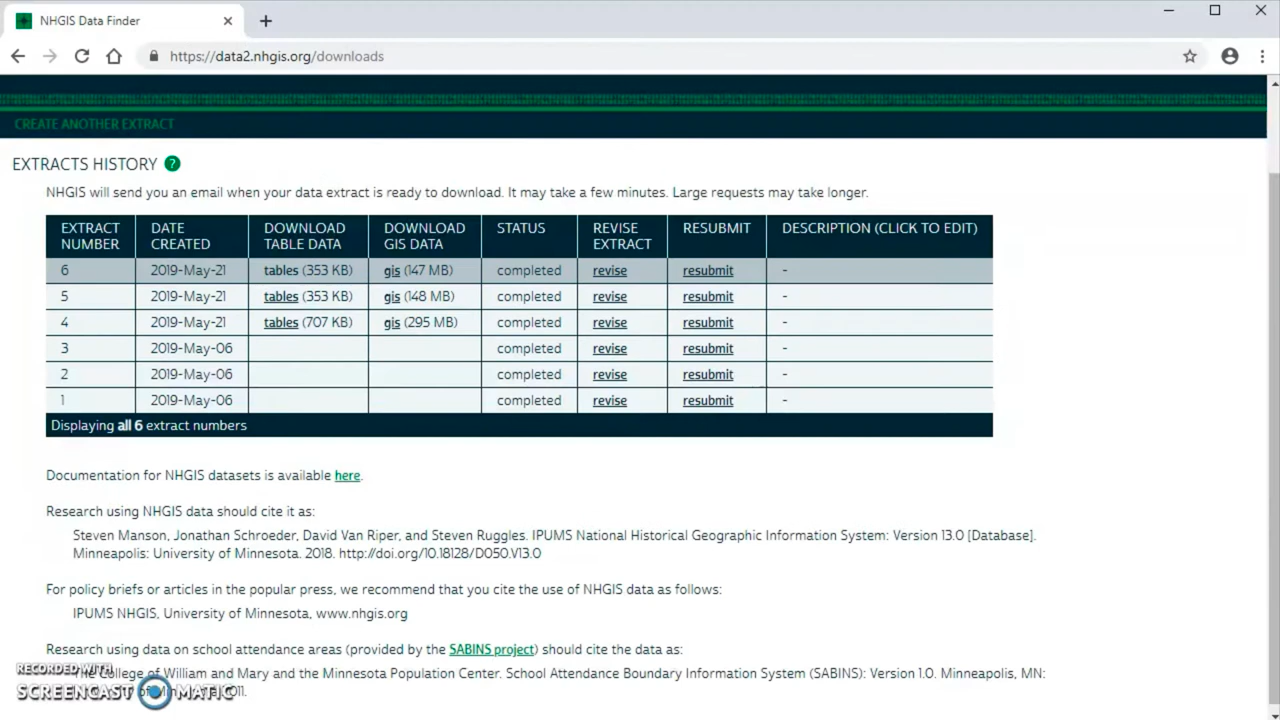 NHGIS Data Finder
https://data2.nhgis.org/downloads
CREATE ANOTHER EXTRACT
EXTRACTS HISTORY ?
NHGIS will send you an email when your data extract is ready to download. It may take a few minutes. Large requests may take longer.
EXTRACT NUMBER DATE CREATED DOWNLOAD TABLE DATA DOWNLOAD GIS DATA STATUS REVISE EXTRACT RESUBMIT DESCRIPTION (CLICK TO EDIT)
6 2019-May-21 tables (353 KB) gis (147 MB) completed revise resubmit -
5 2019-May-21 tables (353 KB) gis (148 MB) completed revise resubmit -
4 2019-May-21 tables (707 KB) gis (295 MB) completed revise resubmit -
3 2019-May-06 completed revise resubmit -
2 2019-May-06 completed revise resubmit -
1 2019-May-06 completed revise resubmit -
Displaying all 6 extract numbers
Documentation for NHGIS datasets is available here.
Research using NHGIS data should cite it as:
Steven Manson, Jonathan Schroeder, David Van Riper, and Steven Ruggles. IPUMS National Historical Geographic Information System: Version 13.0 [Database].
Minneapolis: University of Minnesota. 2018. http://doi.org/10.18128/D050.V13.0
For policy briefs or articles in the popular press, we recommend that you cite the use of NHGIS data as follows:
IPUMS NHGIS, University of Minnesota, www.nhgis.org
Research using data on school attendance areas (provided by the SABINS project) should cite the data as:
The College of William and Mary and the Minnesota Population Center. School Attendance Boundary Information System (SABINS): Version 1.0. Minneapolis, MN:
2011.
RECORDED WITH
SCREENCAST MATIC